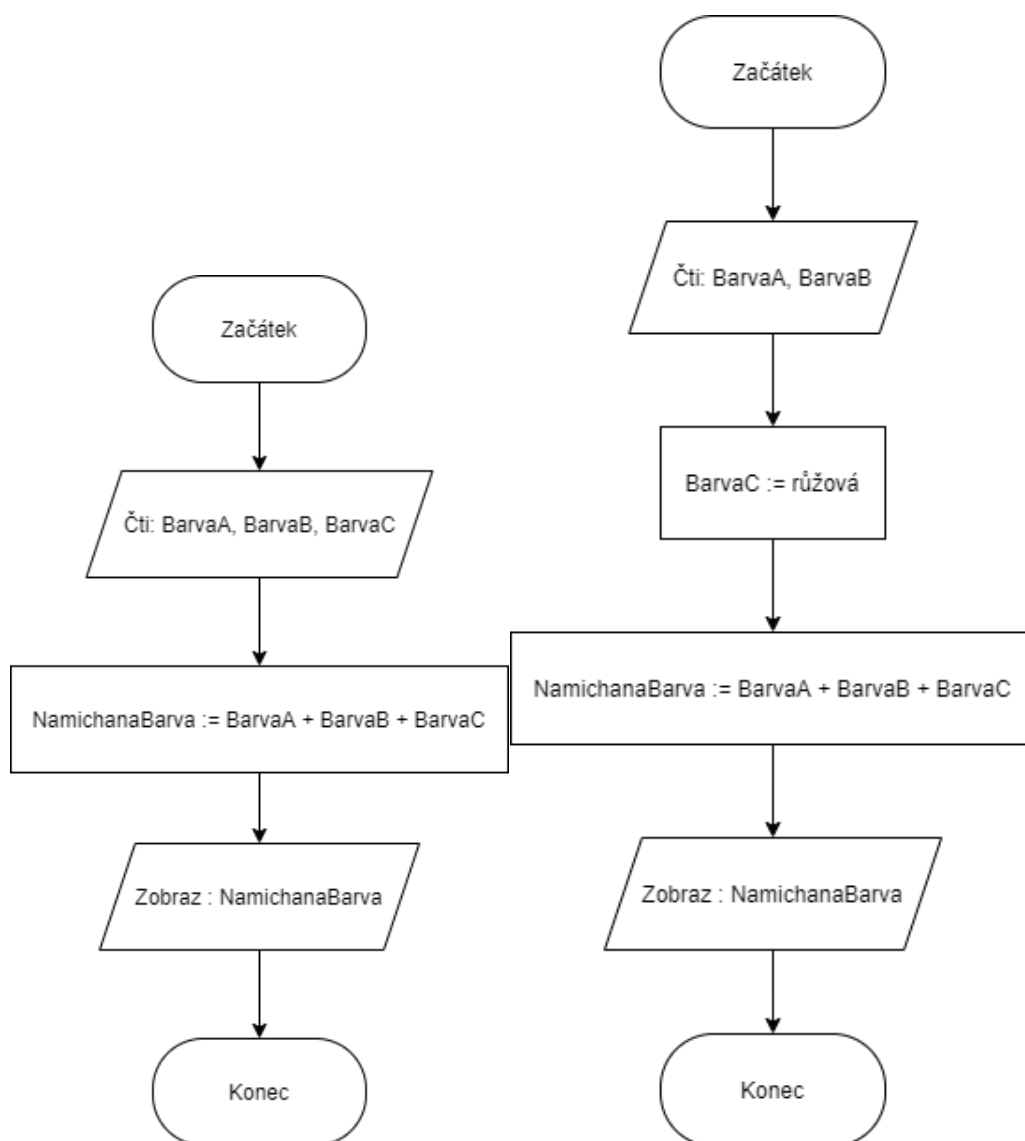 Začátek
Čti: BarvaA, BarvaB, BarvaC
NamichanaBarva := BarvaA + BarvaB + BarvaC
Zobraz : NamichanaBarva
Konec
Začátek
Čti: BarvaA, BarvaB
BarvaC := růžová
NamichanaBarva := BarvaA + BarvaB + BarvaC
Zobraz : NamichanaBarva
Konec